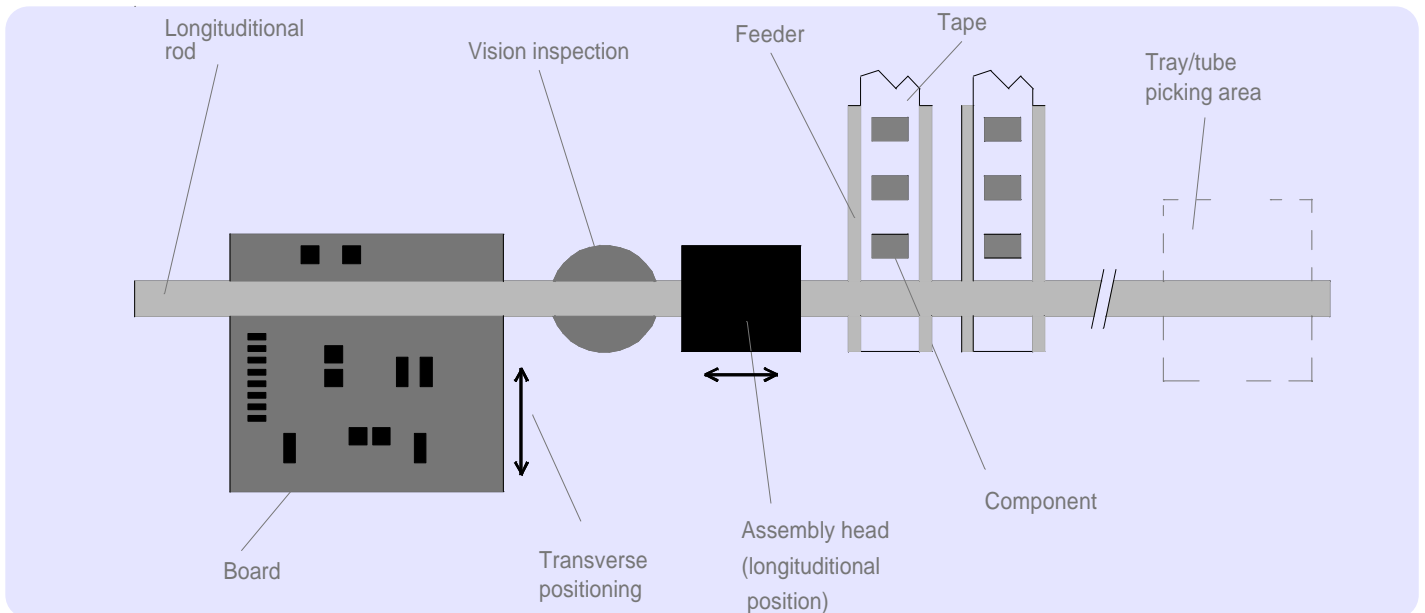 Longituditional
rod
Vision inspection
Feeder
Tape
Tray/tube
picking area
Component
Assembly head
(longituditional
position)
Transverse
positioning
Board